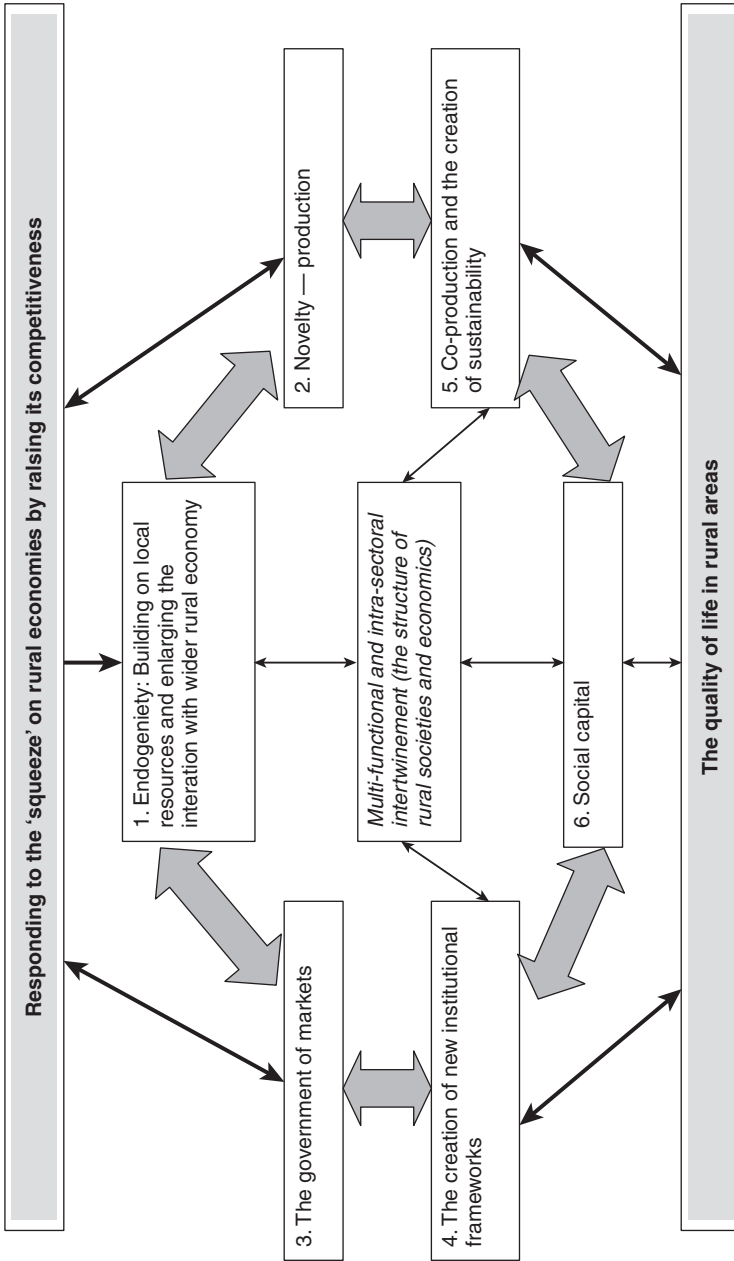 Responding to the ‘squeeze’ on rural economies by ralsing its competitiveness
1. Endogeniety: Building on local
resources and enlarging the
interation with wider rural economy
3. The government of markets
2. Novelty — production
Multi-functional and intra-sectoral
intertwinement (the structure of
rural societies and economics)
4. The creation of new institutional
frameworks
5. Co-production and the creation
of sustainability
6. Social capital
The quality of life in rural areas